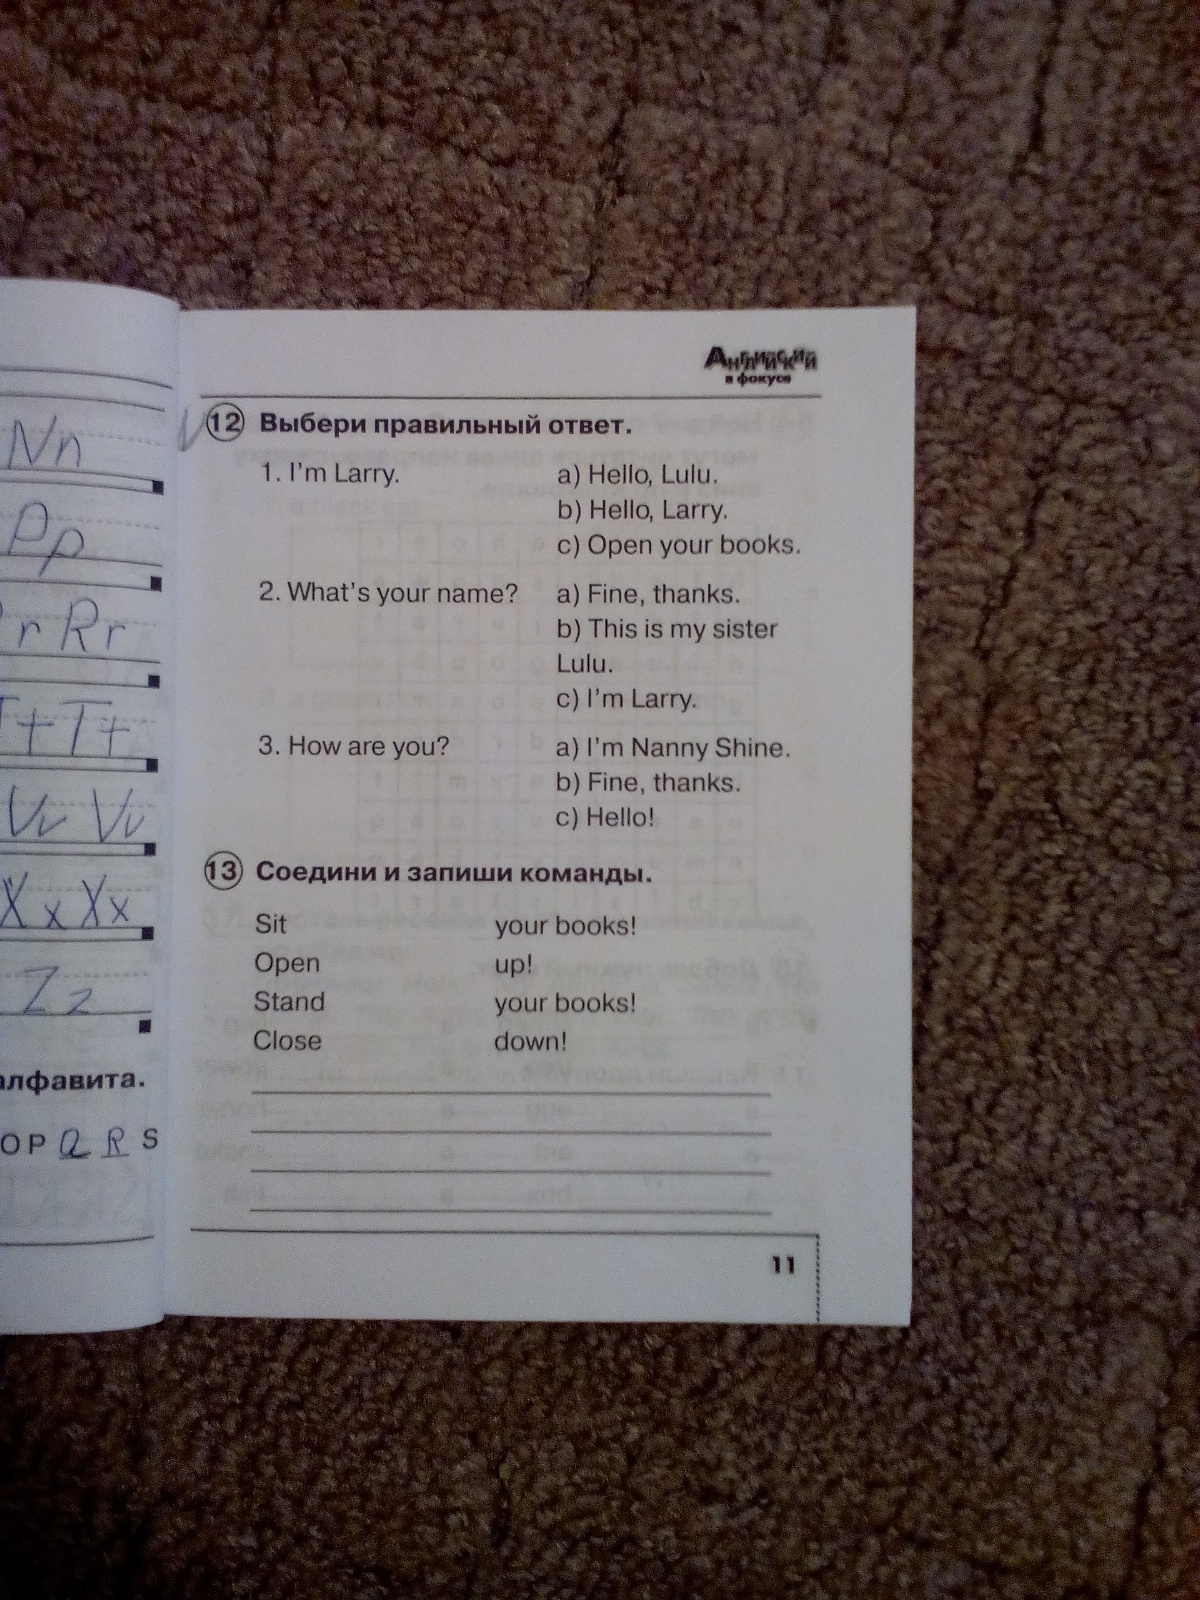 Nn
Pp
r Rr
Tt Tt
Vv Vv
Xx Xx
Zz
алфавита.
O P Q R S
Английский
в фокусе
12 Выбери правильный ответ.
1. I'm Larry. a) Hello, Lulu.
b) Hello, Larry.
c) Open your books.
2. What's your name? a) Fine, thanks.
b) This is my sister
Lulu.
c) I'm Larry.
3. How are you? a) I'm Nanny Shine.
b) Fine, thanks.
c) Hello!
13 Соедини и запиши команды.
Sit your books!
Open up!
Stand your books!
Close down!
11